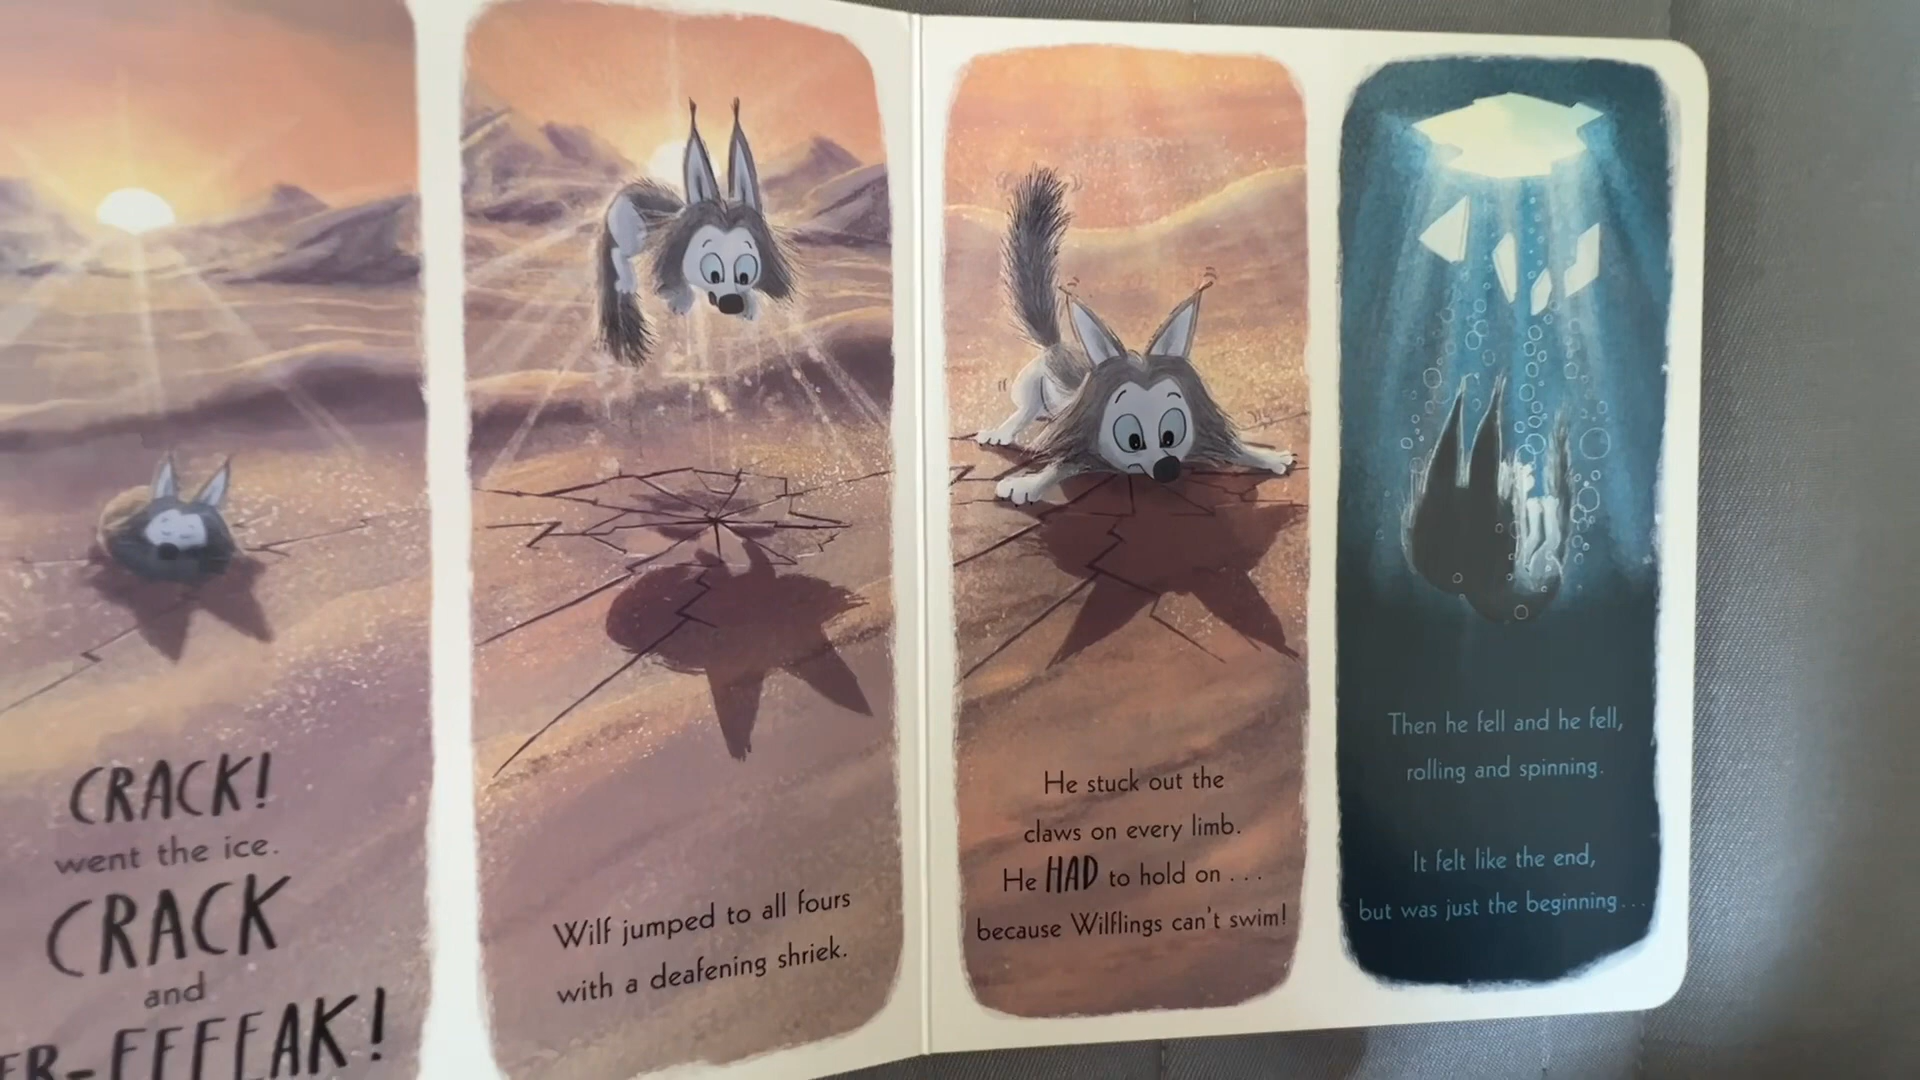 CRACK!
went the ice.
CRACK
and
ER-EEEEEAK!
Wilf jumped to all fours
with a deafening shriek.
He stuck out the
claws on every limb.
He HAD to hold on . . .
because Wilflings can't swim!
Then he fell and he fell,
rolling and spinning.
It felt like the end,
but was just the beginning . . .